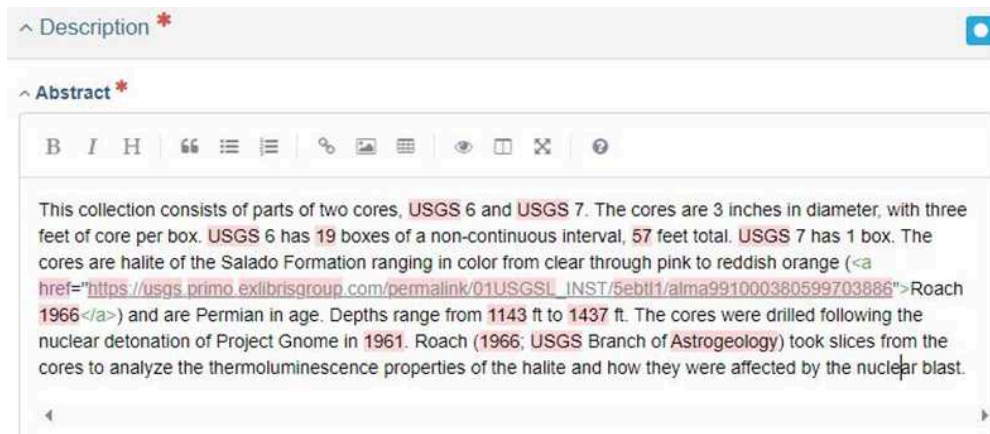 Description *
Abstract *
B I H
This collection consists of parts of two cores, USGS 6 and USGS 7. The cores are 3 inches in diameter, with three
feet of core per box. USGS 6 has 19 boxes of a non-continuous interval, 57 feet total. USGS 7 has 1 box. The
cores are halite of the Salado Formation ranging in color from clear through pink to reddish orange (<a
href="https://usgs.primo.exlibrisgroup.com/permalink/01USGSL_INST/5ebtl1/alma991000380599703886">Roach
1966</a>) and are Permian in age. Depths range from 1143 ft to 1437 ft. The cores were drilled following the
nuclear detonation of Project Gnome in 1961. Roach (1966; USGS Branch of Astrogeology) took slices from the
cores to analyze the thermoluminescence properties of the halite and how they were affected by the nuclear blast.